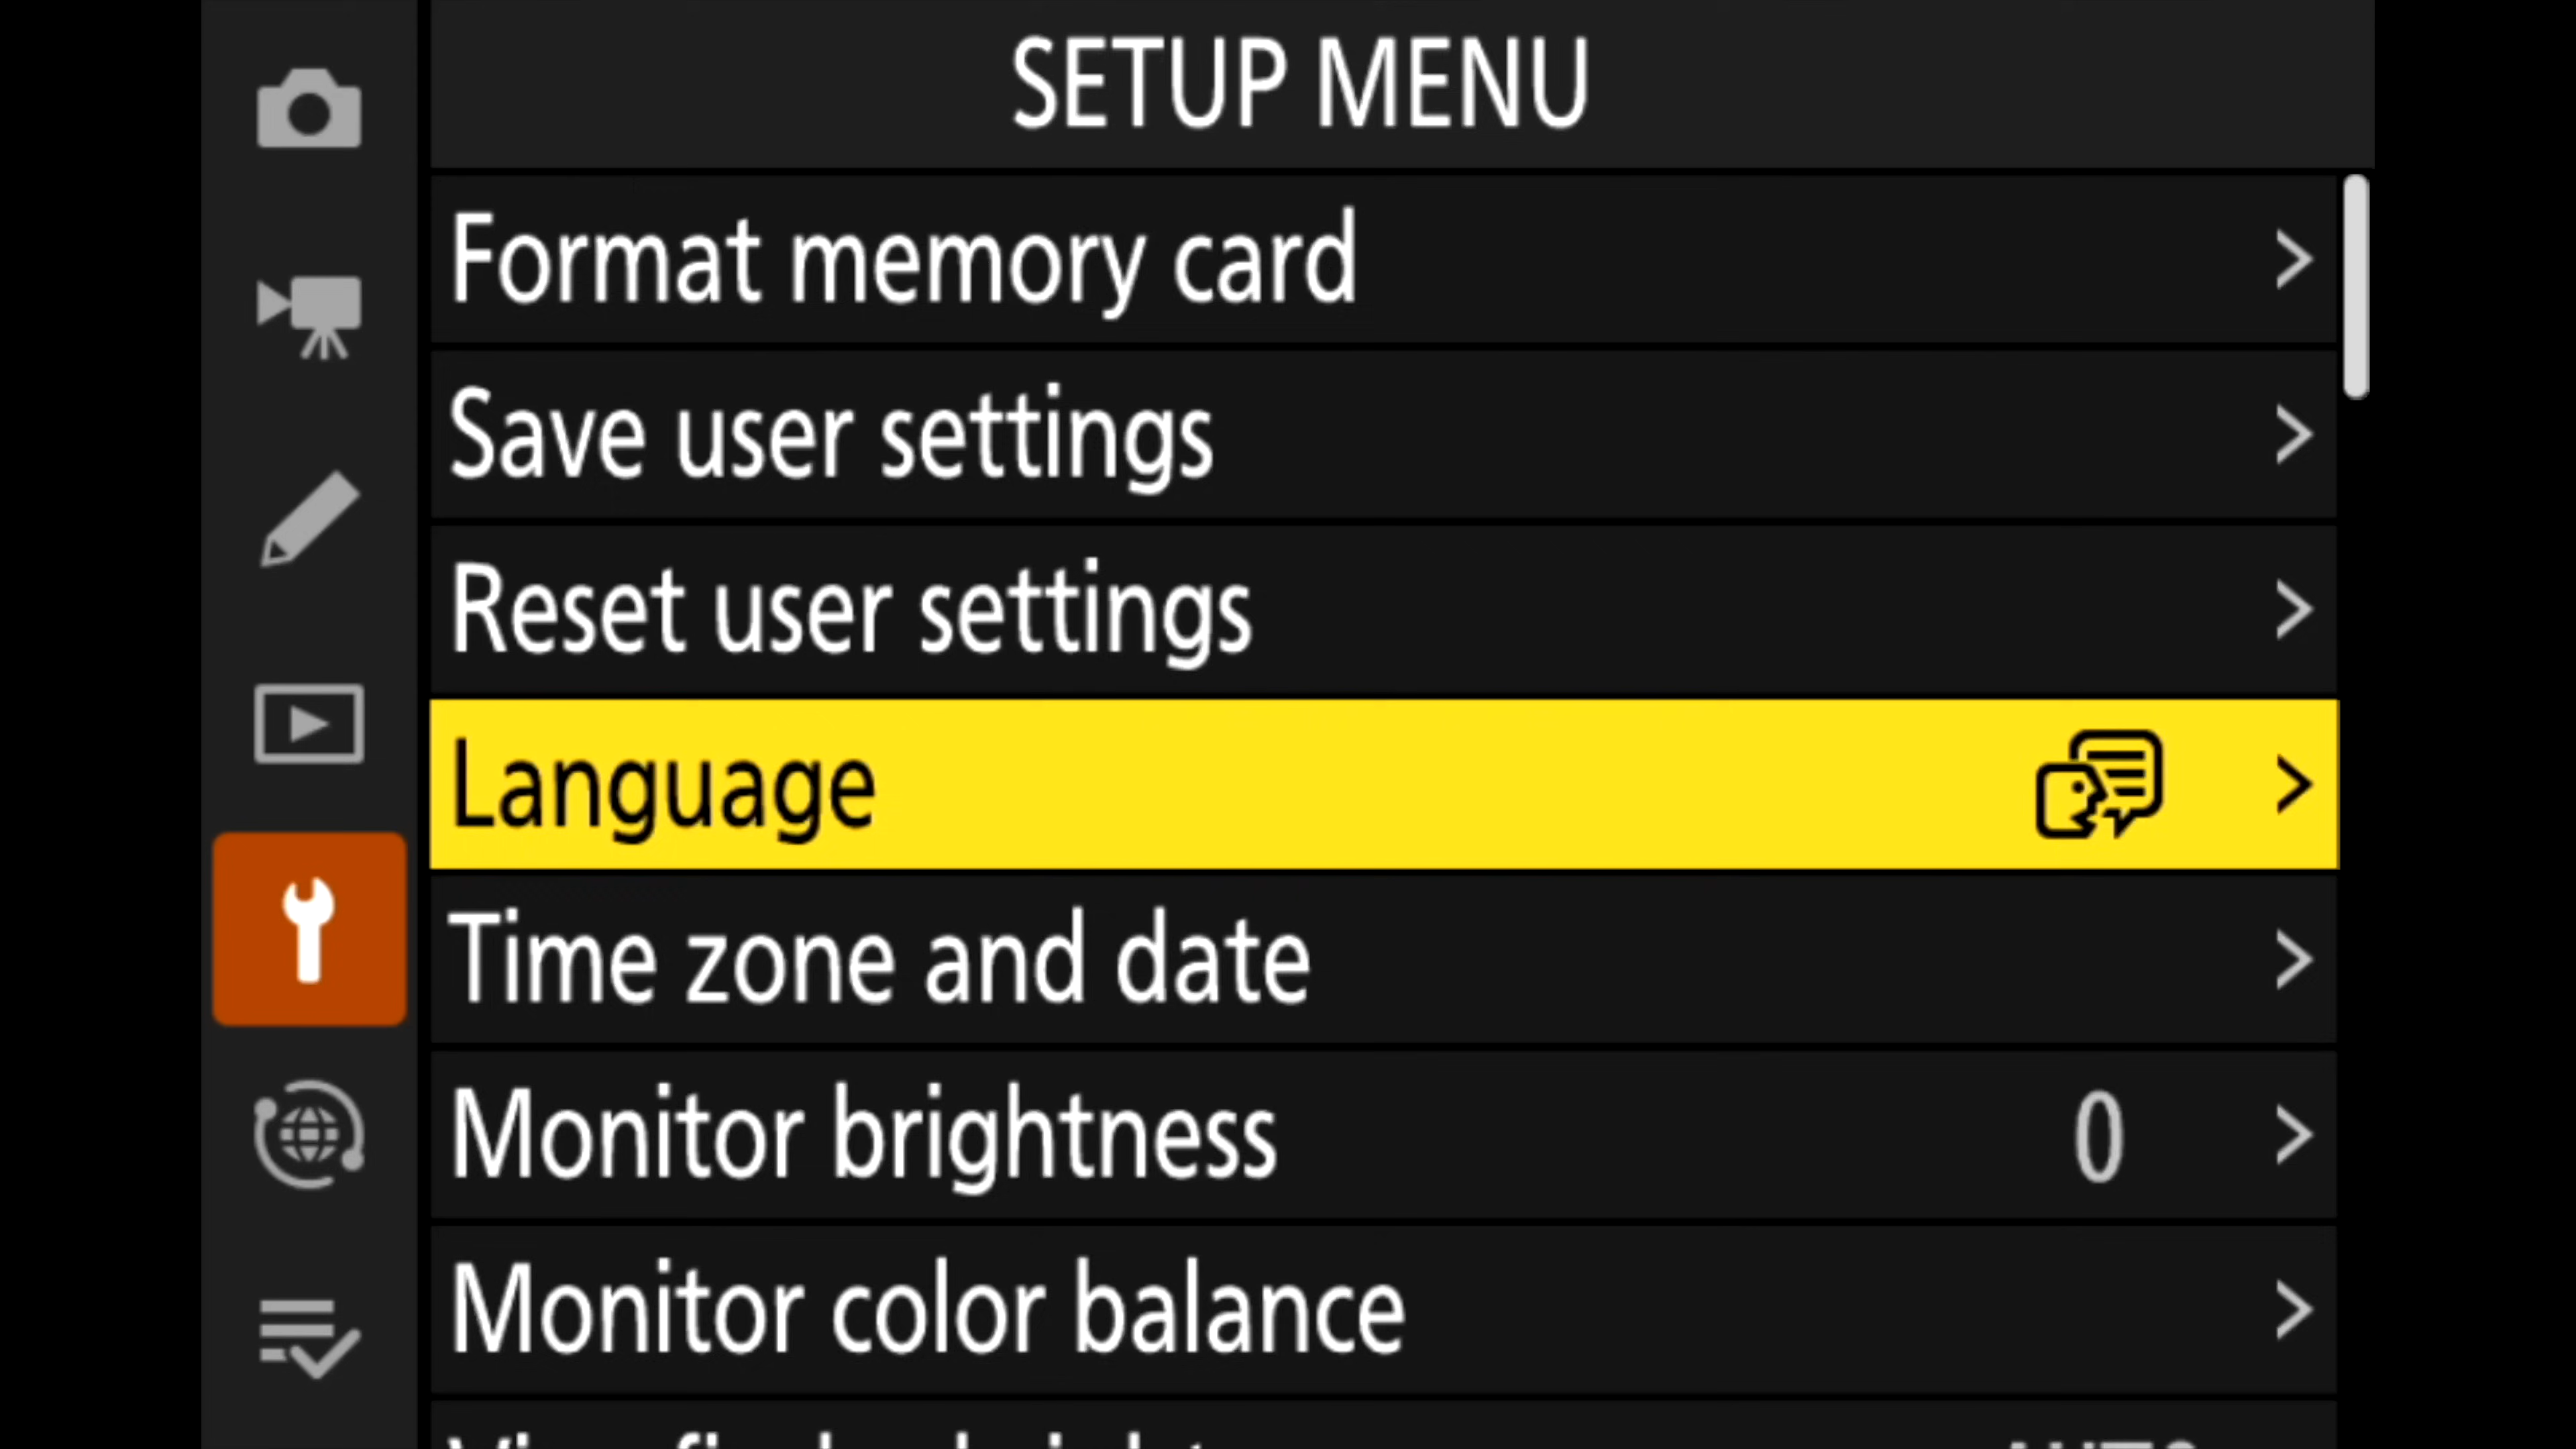 SETUP MENU
Format memory card
Save user settings
Reset user settings
Language
Time zone and date
Monitor brightness 0
Monitor color balance